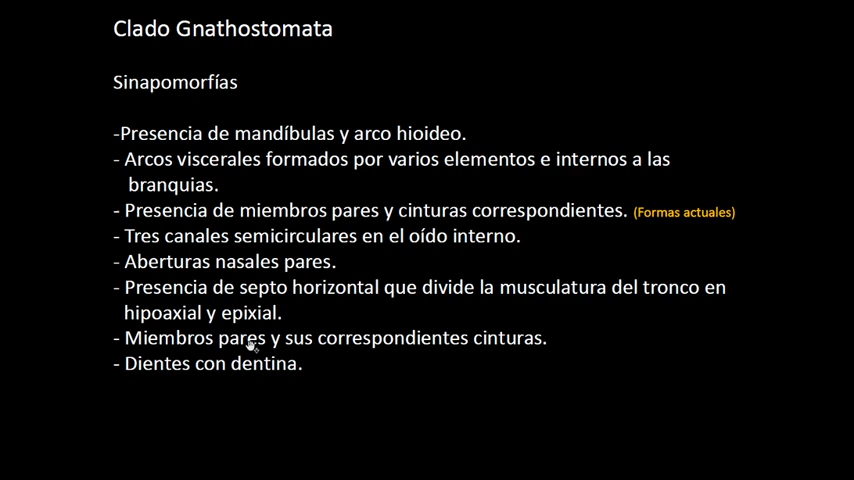 Clado Gnathostomata
Sinapomorfías
-Presencia de mandíbulas y arco hioideo.
- Arcos viscerales formados por varios elementos e internos a las
branquias.
- Presencia de miembros pares y cinturas correspondientes. (Formas actuales)
- Tres canales semicirculares en el oído interno.
- Aberturas nasales pares.
- Presencia de septo horizontal que divide la musculatura del tronco en
hipoaxial y epixial.
- Miembros pares y sus correspondientes cinturas.
- Dientes con dentina.